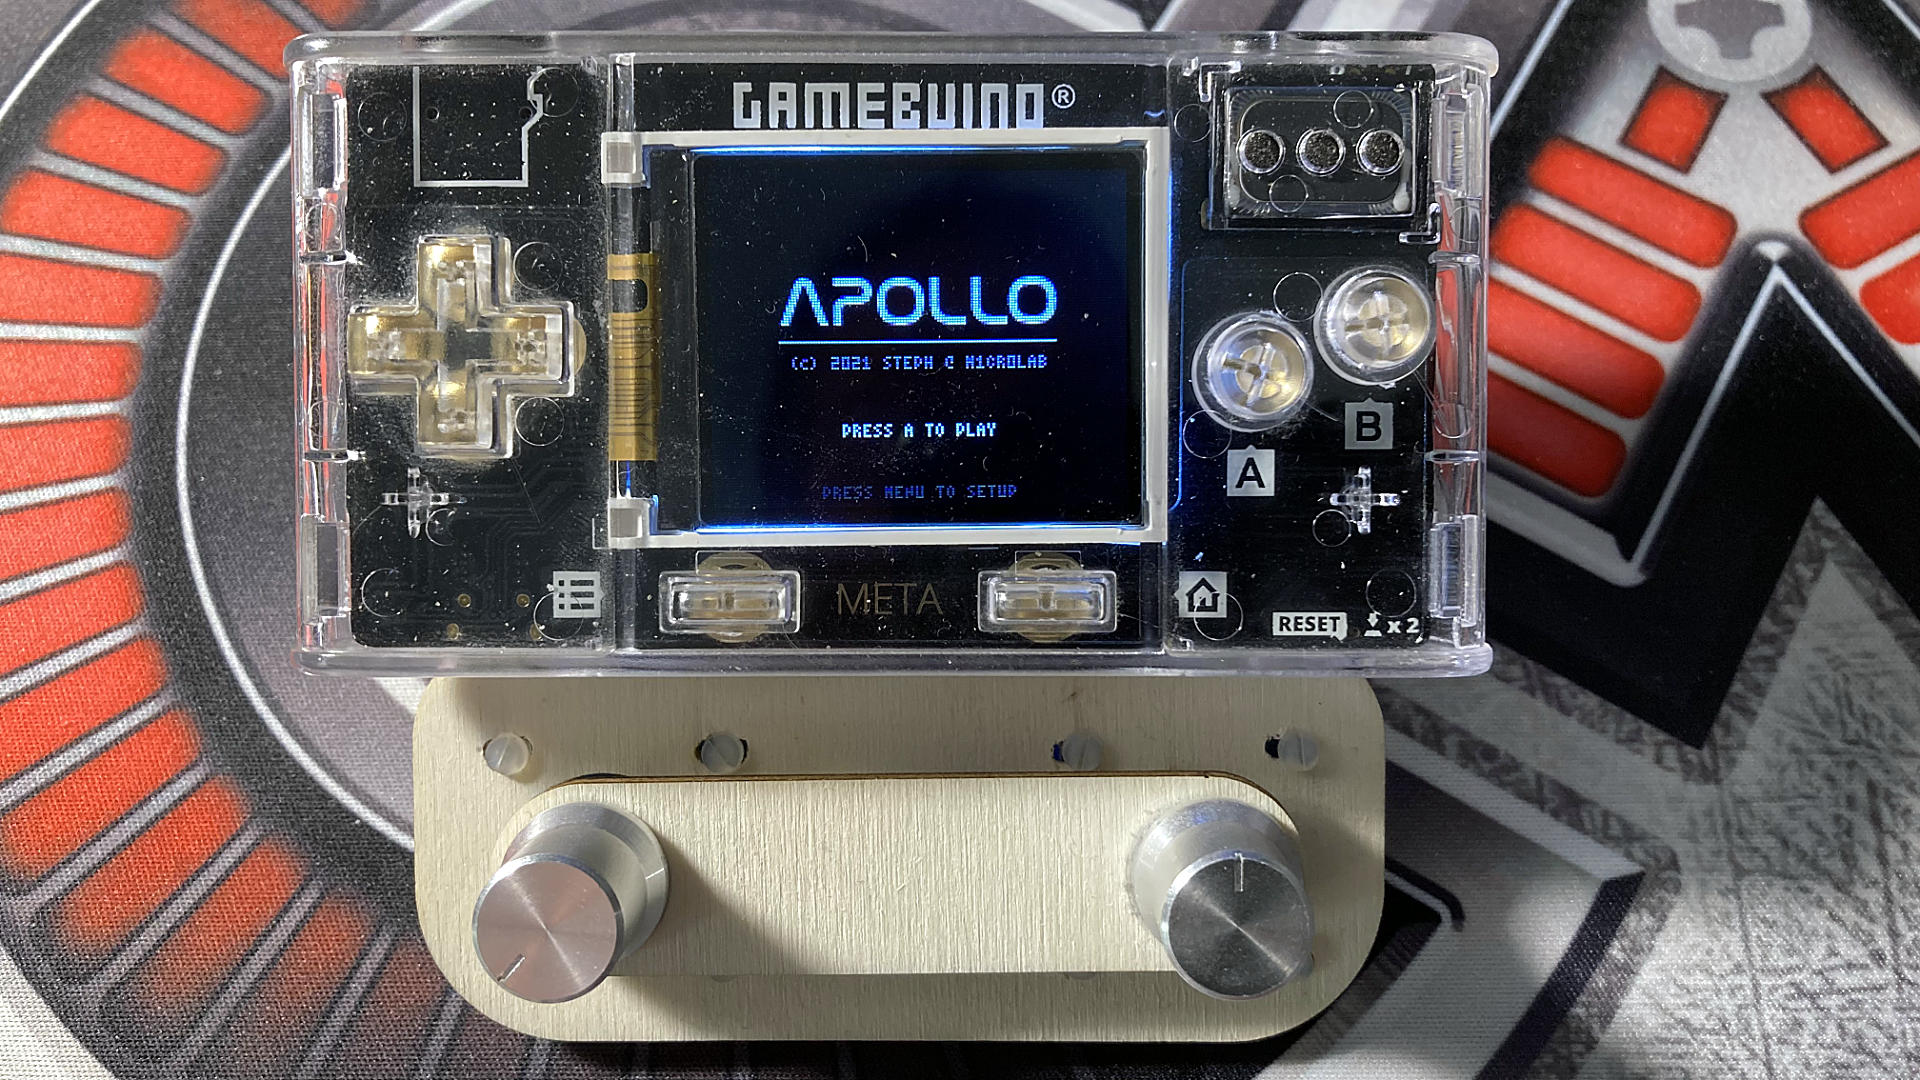 GAMEBUINO®
APOLLO
(C) 2021 STEPH @ M1CROLAB
PRESS A TO PLAY
PRESS MENU TO SETUP
B
A
META
RESET
x2